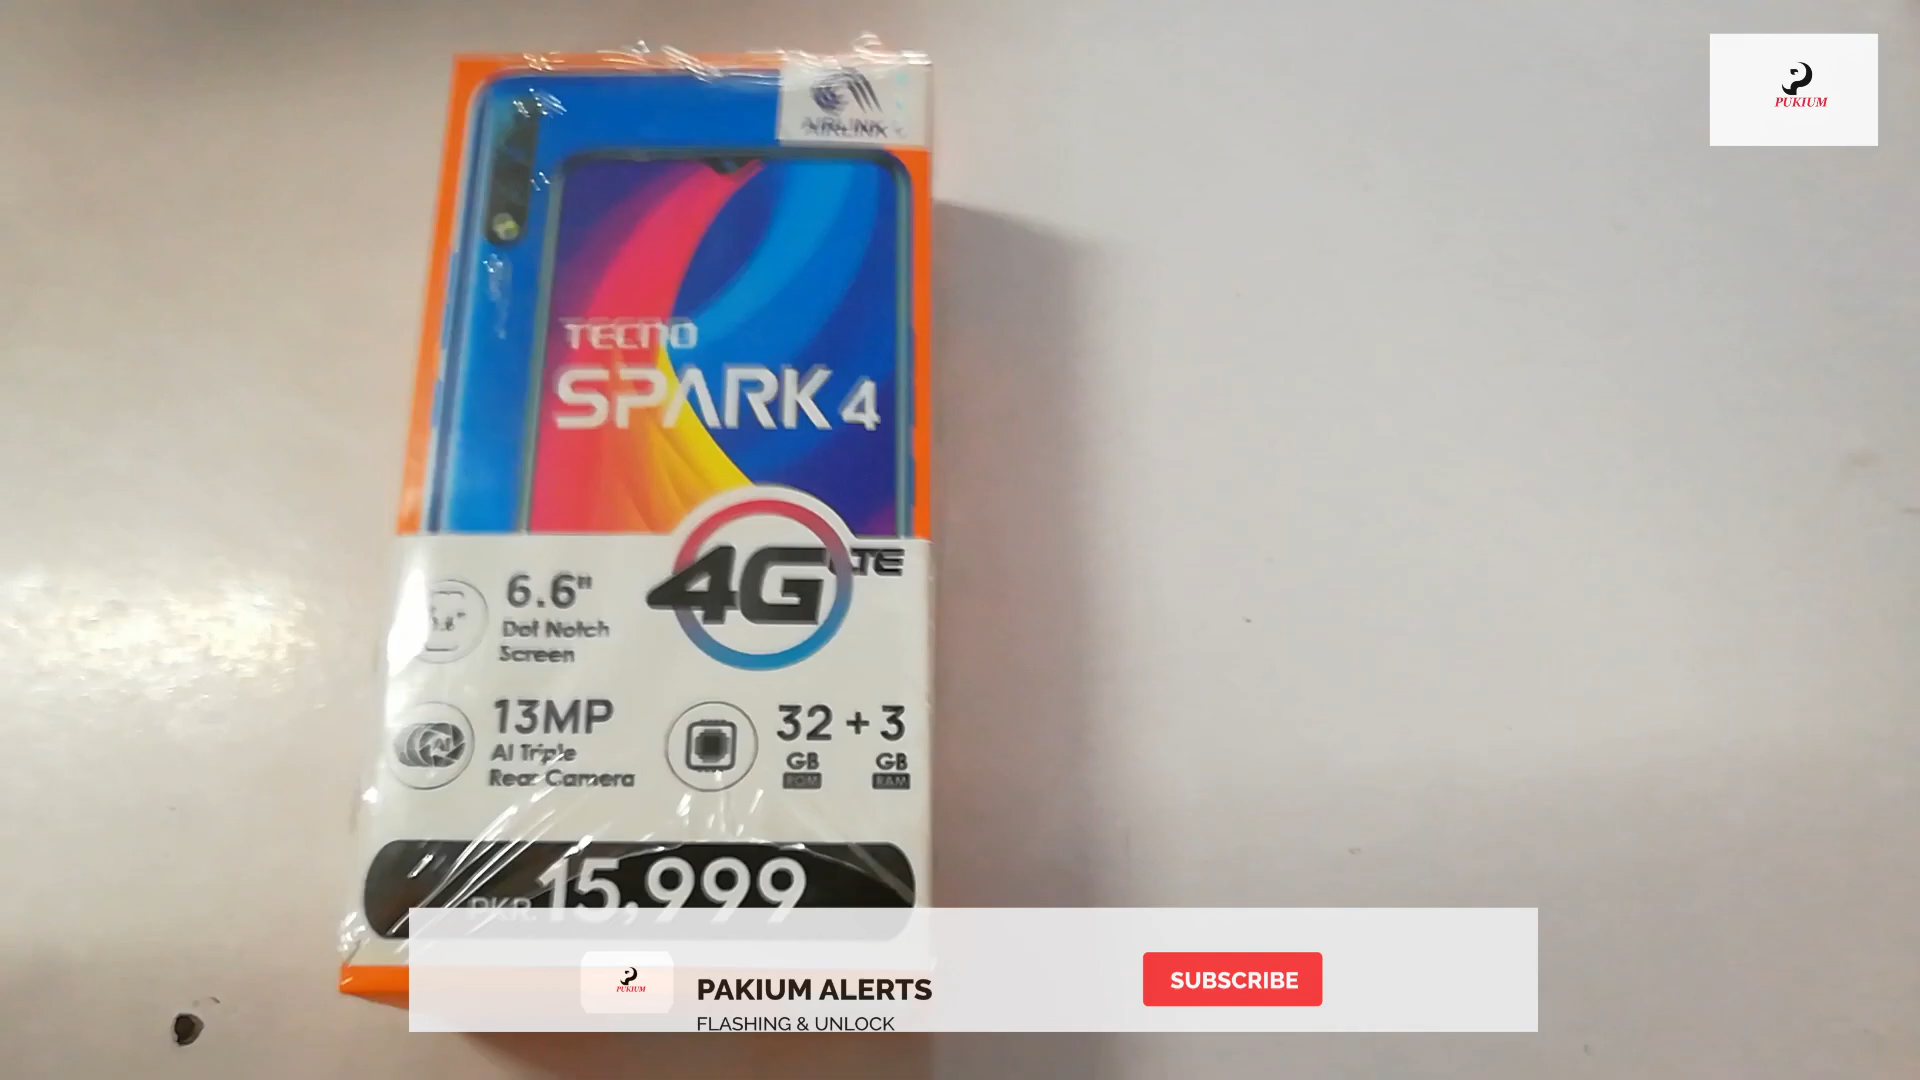 PUKIUM
AIRLINK
TECNO
SPARK 4
4G LTE
6.6"
Dot Notch
Screen
13MP
AI Triple
Rear Camera
32 + 3
GB GB
ROM RAM
PKR. 15,999
PUKIUM
PAKIUM ALERTS
FLASHING & UNLOCK
SUBSCRIBE